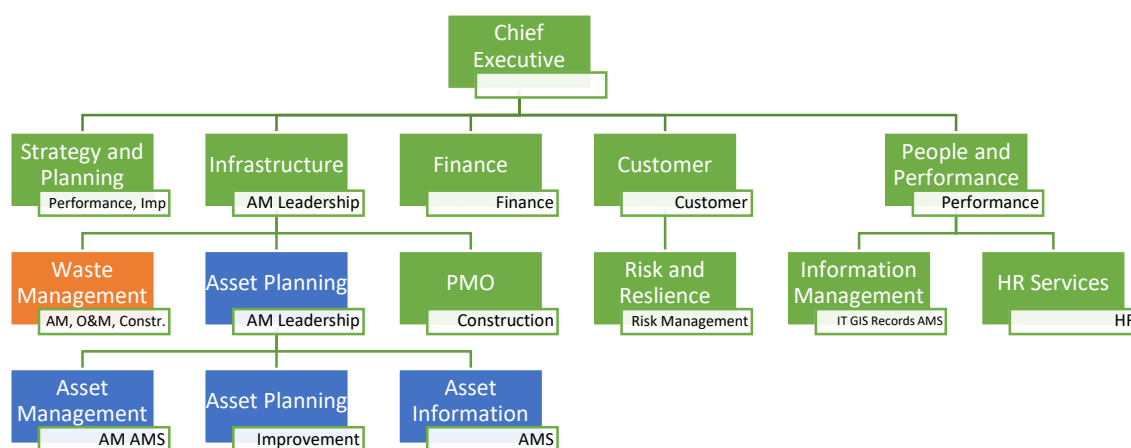 Chief
Executive
Strategy and
Planning
Performance, Imp
Infrastructure
AM Leadership
Finance
Finance
Customer
Customer
People and
Performance
Performance
Waste
Management
AM, O&M, Constr.
Asset Planning
AM Leadership
PMO
Construction
Risk and
Reslience
Risk Management
Information
Management
IT GIS Records AMS
HR Services
HR
Asset
Management
AM AMS
Asset Planning
Improvement
Asset
Information
AMS